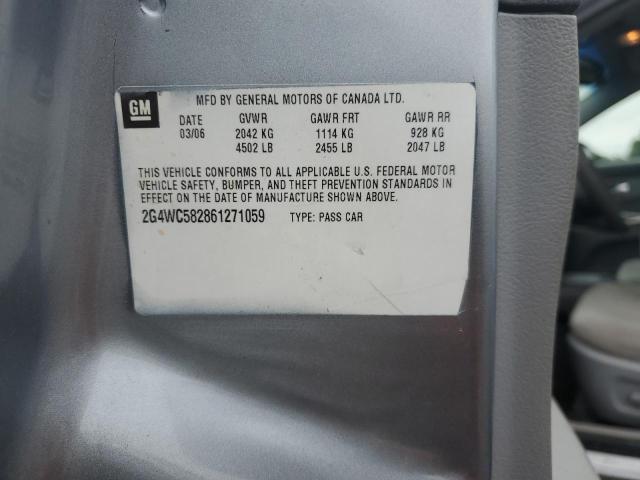 GM
MFD BY GENERAL MOTORS OF CANADA LTD.
DATE GVWR GAWR FRT GAWR RR
03/06 2042 KG 1114 KG 928 KG
4502 LB 2455 LB 2047 LB
THIS VEHICLE CONFORMS TO ALL APPLICABLE U.S. FEDERAL MOTOR
VEHICLE SAFETY, BUMPER, AND THEFT PREVENTION STANDARDS IN
EFFECT ON THE DATE OF MANUFACTURE SHOWN ABOVE.
2G4WC582861271059 TYPE: PASS CAR